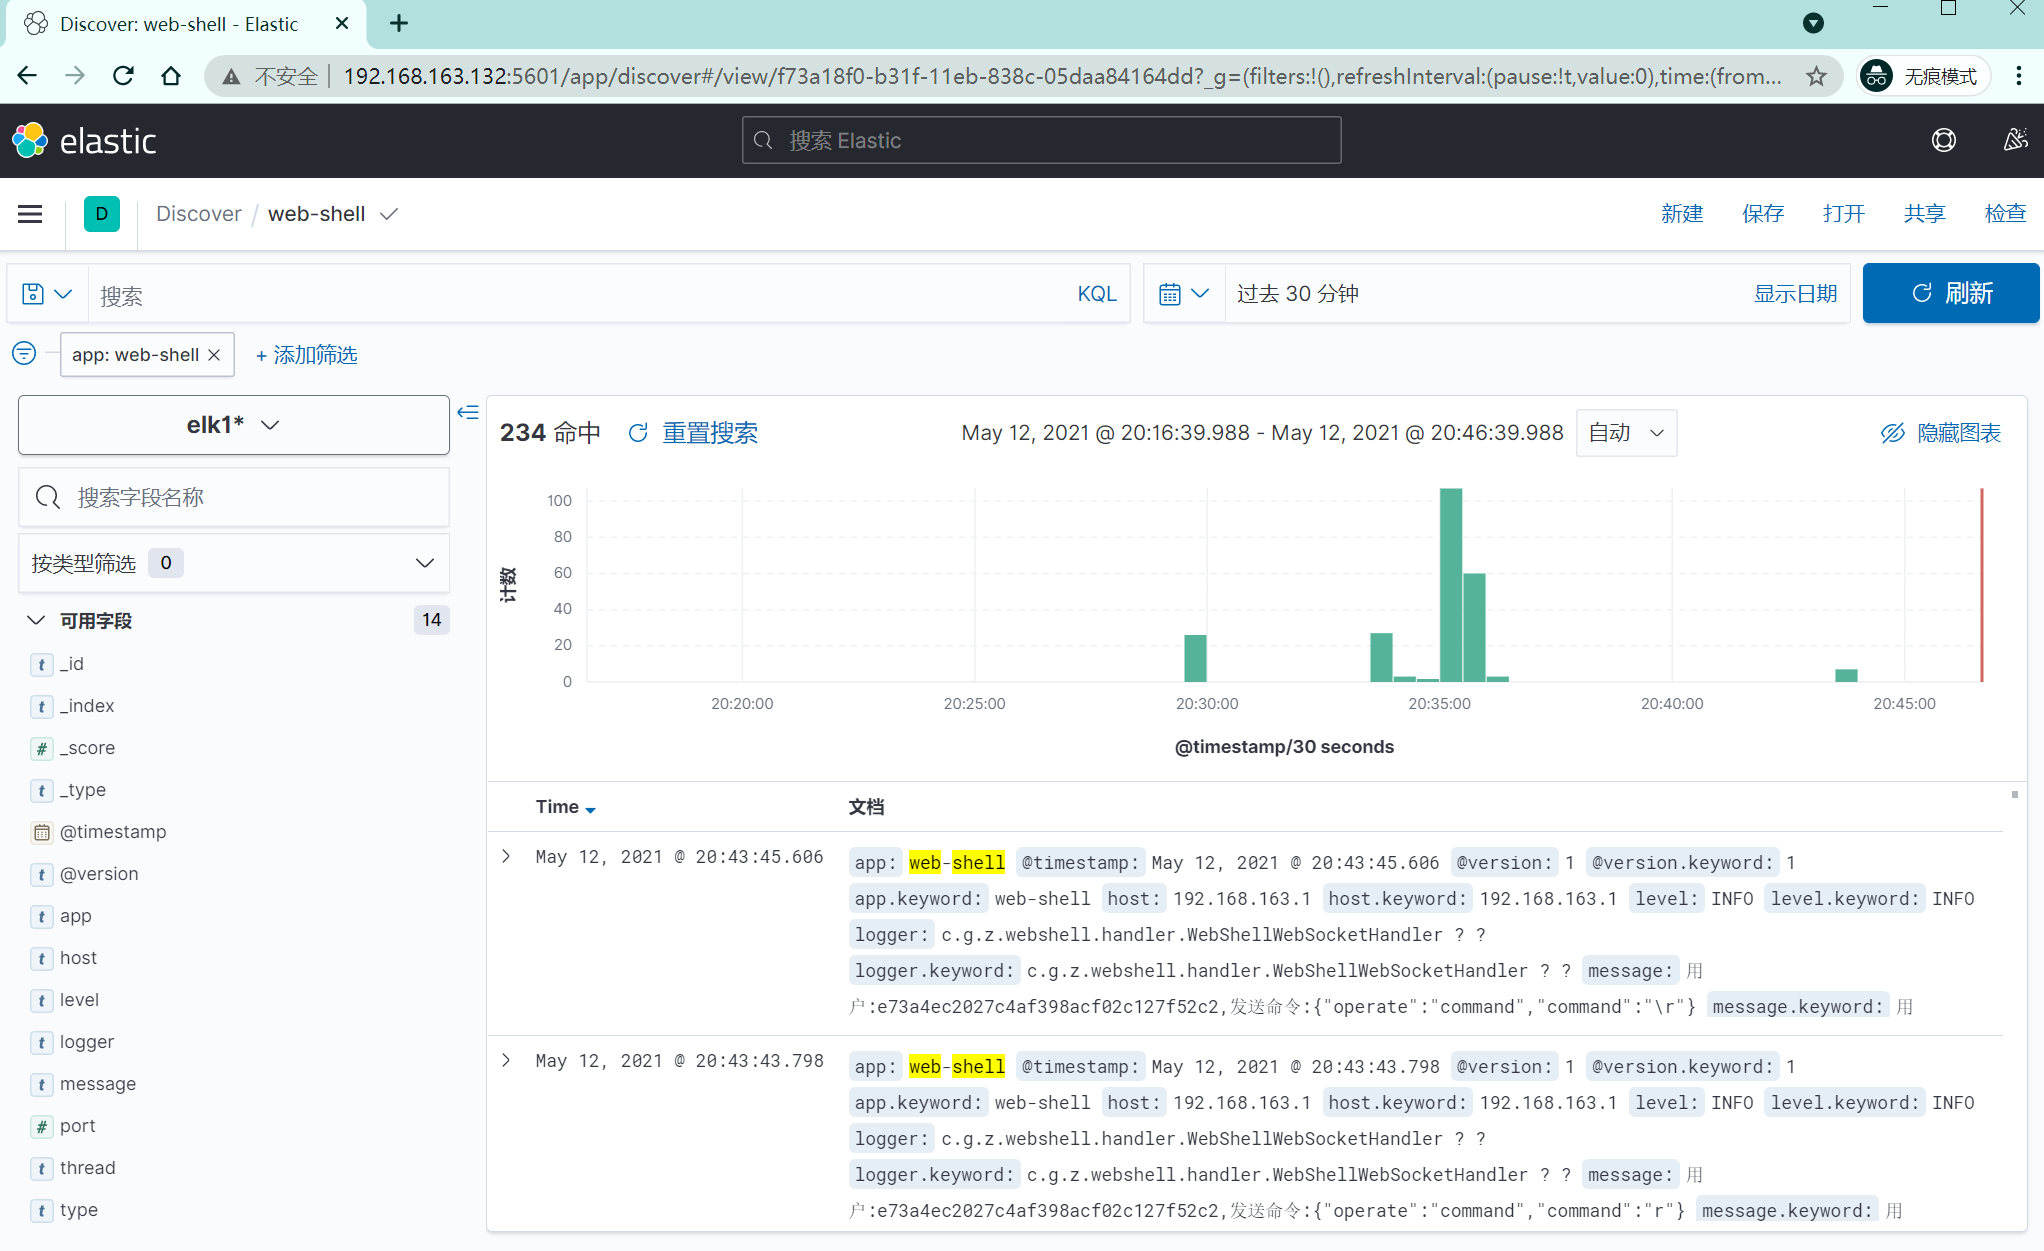 Discover: web-shell - Elastic
不安全 192.168.163.132:5601/app/discover#/view/f73a18f0-b31f-11eb-838c-05daa84164dd?_g=(filters:!(),refreshInterval:(pause:!t,value:0),time:(from... 无痕模式
elastic 搜索 Elastic
D Discover / web-shell 新建 保存 打开 共享 检查
搜索 KQL 过去 30 分钟 显示日期 刷新
app: web-shell + 添加筛选
elk1*
234 命中 重置搜索 May 12, 2021 @ 20:16:39.988 - May 12, 2021 @ 20:46:39.988 自动 隐藏图表
搜索字段名称
按类型筛选 0
可用字段 14
_id
_index
_score
_type
@timestamp
@version
app
host
level
logger
message
port
thread
type
计数
100
80
60
40
20
0
20:20:00 20:25:00 20:30:00 20:35:00 20:40:00 20:45:00
@timestamp/30 seconds
Time 文档
May 12, 2021 @ 20:43:45.606 app: web-shell @timestamp: May 12, 2021 @ 20:43:45.606 @version: 1 @version.keyword: 1
app.keyword: web-shell host: 192.168.163.1 host.keyword: 192.168.163.1 level: INFO level.keyword: INFO
logger: c.g.z.webshell.handler.WebShellWebSocketHandler ? ?
logger.keyword: c.g.z.webshell.handler.WebShellWebSocketHandler ? ? message: 用
户:e73a4ec2027c4af398acf02c127f52c2,发送命令:{"operate":"command","command":"\r"} message.keyword: 用
May 12, 2021 @ 20:43:43.798 app: web-shell @timestamp: May 12, 2021 @ 20:43:43.798 @version: 1 @version.keyword: 1
app.keyword: web-shell host: 192.168.163.1 host.keyword: 192.168.163.1 level: INFO level.keyword: INFO
logger: c.g.z.webshell.handler.WebShellWebSocketHandler ? ?
logger.keyword: c.g.z.webshell.handler.WebShellWebSocketHandler ? ? message: 用
户:e73a4ec2027c4af398acf02c127f52c2,发送命令:{"operate":"command","command":"r"} message.keyword: 用